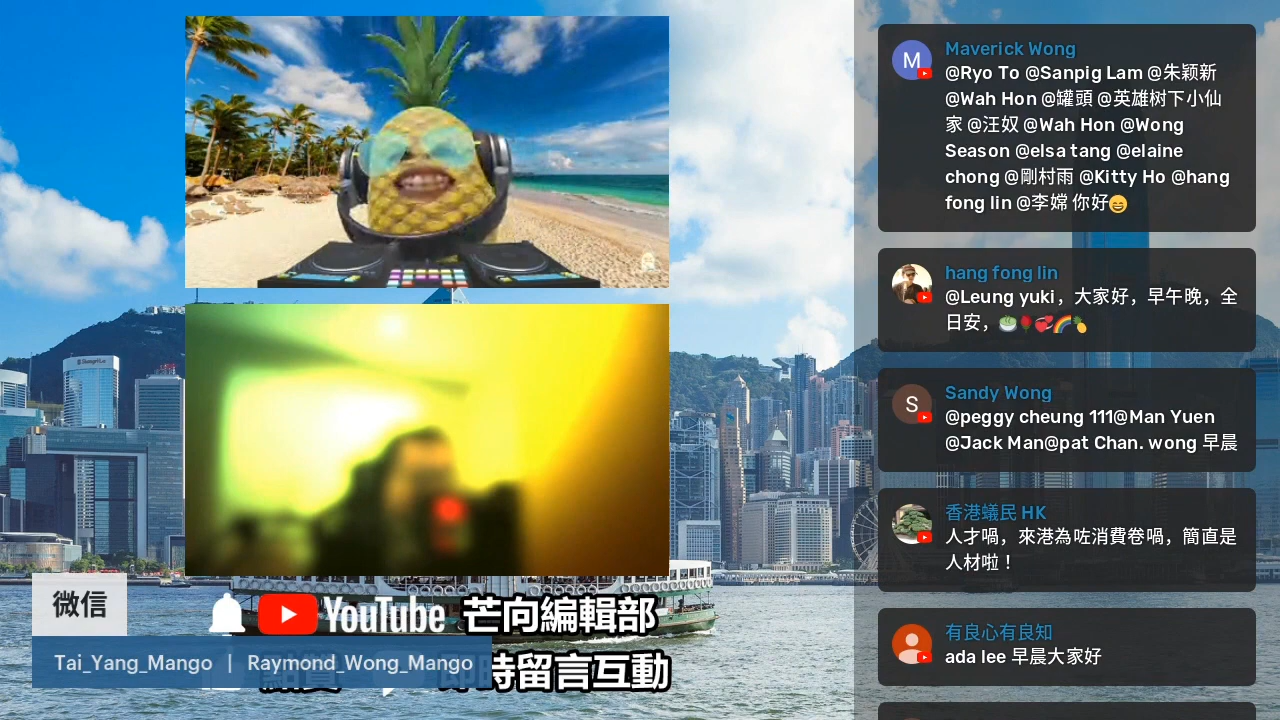 Maverick Wong
@Ryo To @Sanpig Lam @朱颖新
@Wah Hon @罐頭 @英雄树下小仙
家 @汪奴 @Wah Hon @Wong
Season @elsa tang @elaine
chong @剛村雨 @Kitty Ho @hang
fong lin @李嫦 你好😄
hang fong lin
@Leung yuki，大家好，早午晚，全
日安，🍵🌹💝🌈🍍
Sandy Wong
@peggy cheung 111@Man Yuen
@Jack Man@pat Chan. wong 早晨
香港蟻民 HK
人才喎，來港為咗消費卷喎，簡直是
人材啦！
有良心有良知
ada lee 早晨大家好
M
S
Shangri-La
微信
YouTube 芒向編輯部
Tai_Yang_Mango | Raymond_Wong_Mango
即時留言互動